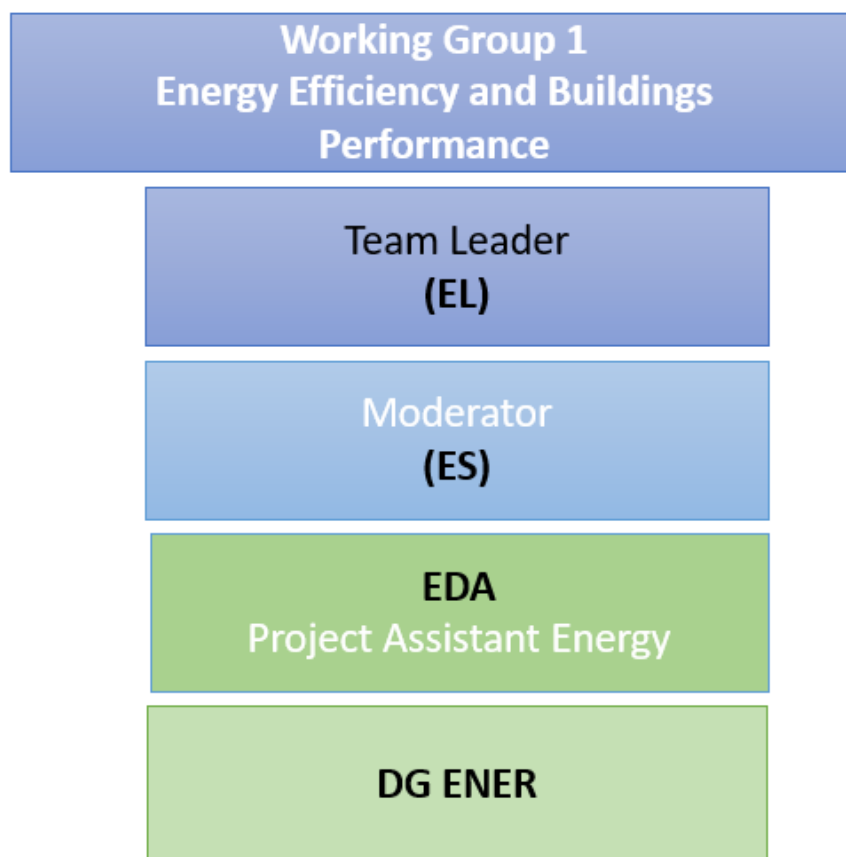 Working Group 1
Energy Efficiency and Buildings
Performance
Team Leader
(EL)
Moderator
(ES)
EDA
Project Assistant Energy
DG ENER